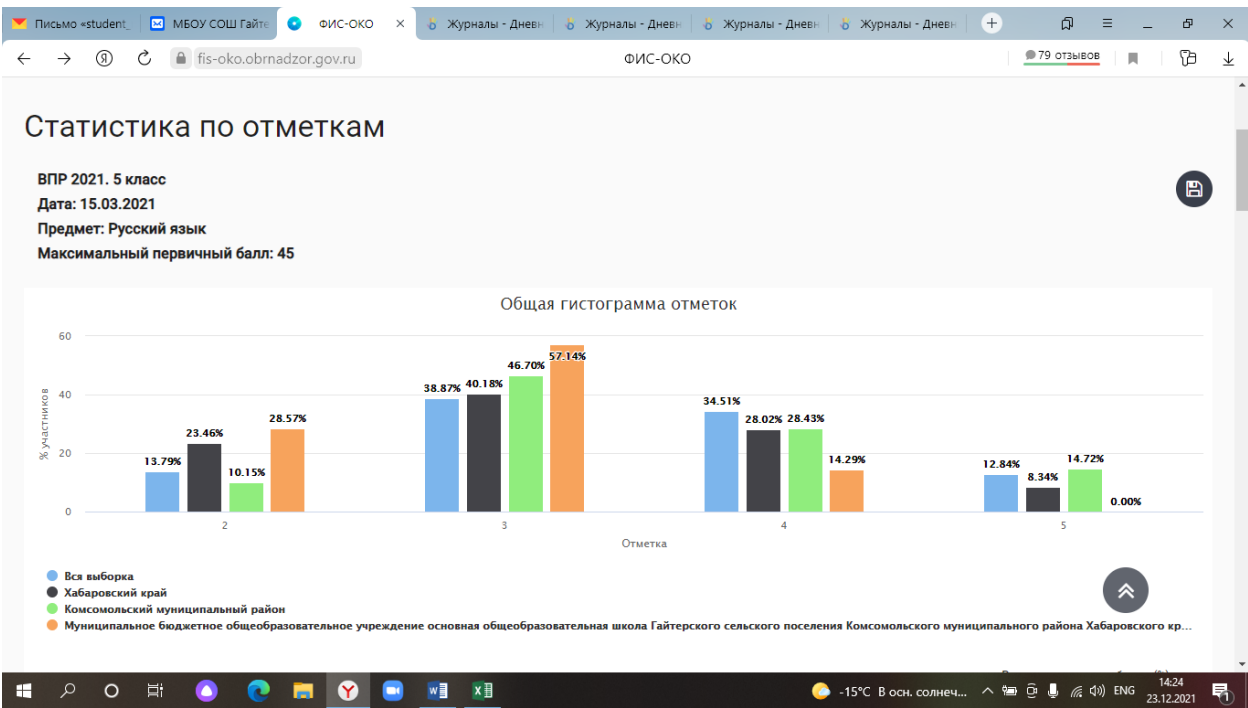 Письмо «student_
МБОУ СОШ Гайте
ФИС-ОКО
Журналы - Дневн
Журналы - Дневн
Журналы - Дневн
Журналы - Дневн
fis-oko.obrnadzor.gov.ru
ФИС-ОКО
79 отзывов
Статистика по отметкам
ВПР 2021. 5 класс
Дата: 15.03.2021
Предмет: Русский язык
Максимальный первичный балл: 45
Общая гистограмма отметок
% участников
60
40
20
0
13.79%
23.46%
10.15%
28.57%
38.87%
40.18%
46.70%
57.14%
34.51%
28.02%
28.43%
14.29%
12.84%
8.34%
14.72%
0.00%
2
3
4
5
Отметка
Вся выборка
Хабаровский край
Комсомольский муниципальный район
Муниципальное бюджетное общеобразовательное учреждение основная общеобразовательная школа Гайтерского сельского поселения Комсомольского муниципального района Хабаровского кр...
-15°C В осн. солнеч...
ENG
14:24
23.12.2021
1